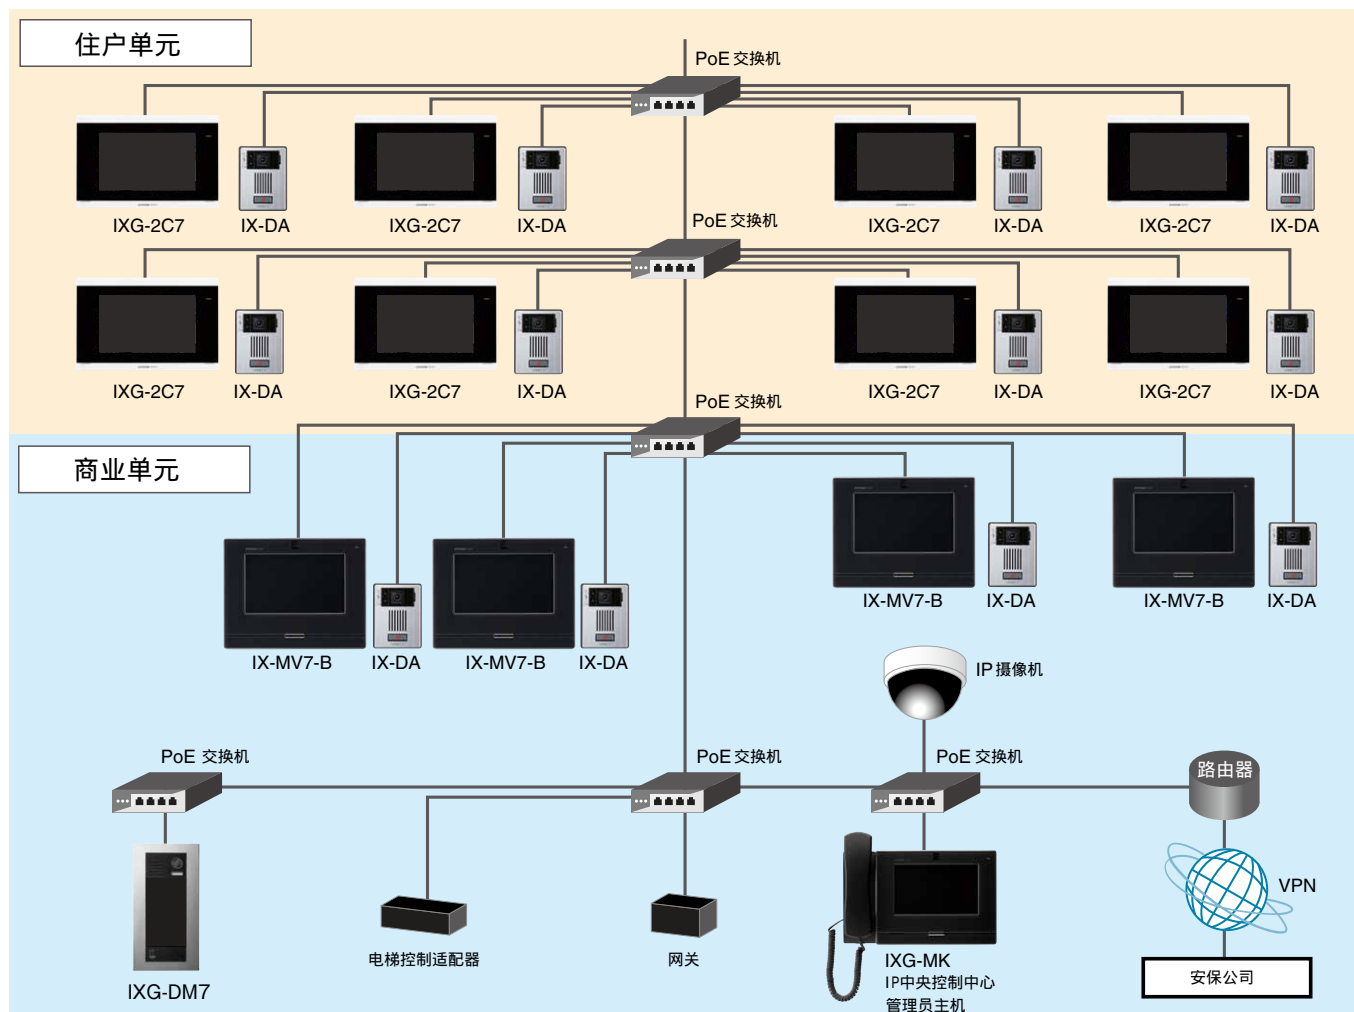 住户单元
PoE 交换机
IXG-2C7 IX-DA IXG-2C7 IX-DA IXG-2C7 IX-DA IXG-2C7 IX-DA
PoE 交换机
IXG-2C7 IX-DA IXG-2C7 IX-DA IXG-2C7 IX-DA IXG-2C7 IX-DA
PoE 交换机
商业单元
IX-MV7-B IX-DA IX-MV7-B IX-DA
IX-MV7-B IX-DA IX-MV7-B IX-DA
IP 摄像机
PoE 交换机 PoE 交换机 PoE 交换机
路由器
VPN
电梯控制适配器
网关
IXG-MK
IP中央控制中心
管理员主机
安保公司
IXG-DM7